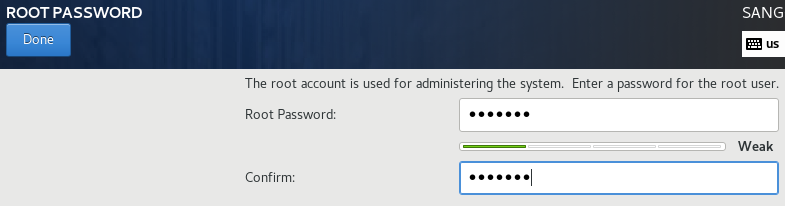 ROOT PASSWORD
SANG
Done
us
The root account is used for administering the system.  Enter a password for the root user.
Root Password:
•••••••
Weak
Confirm:
•••••••